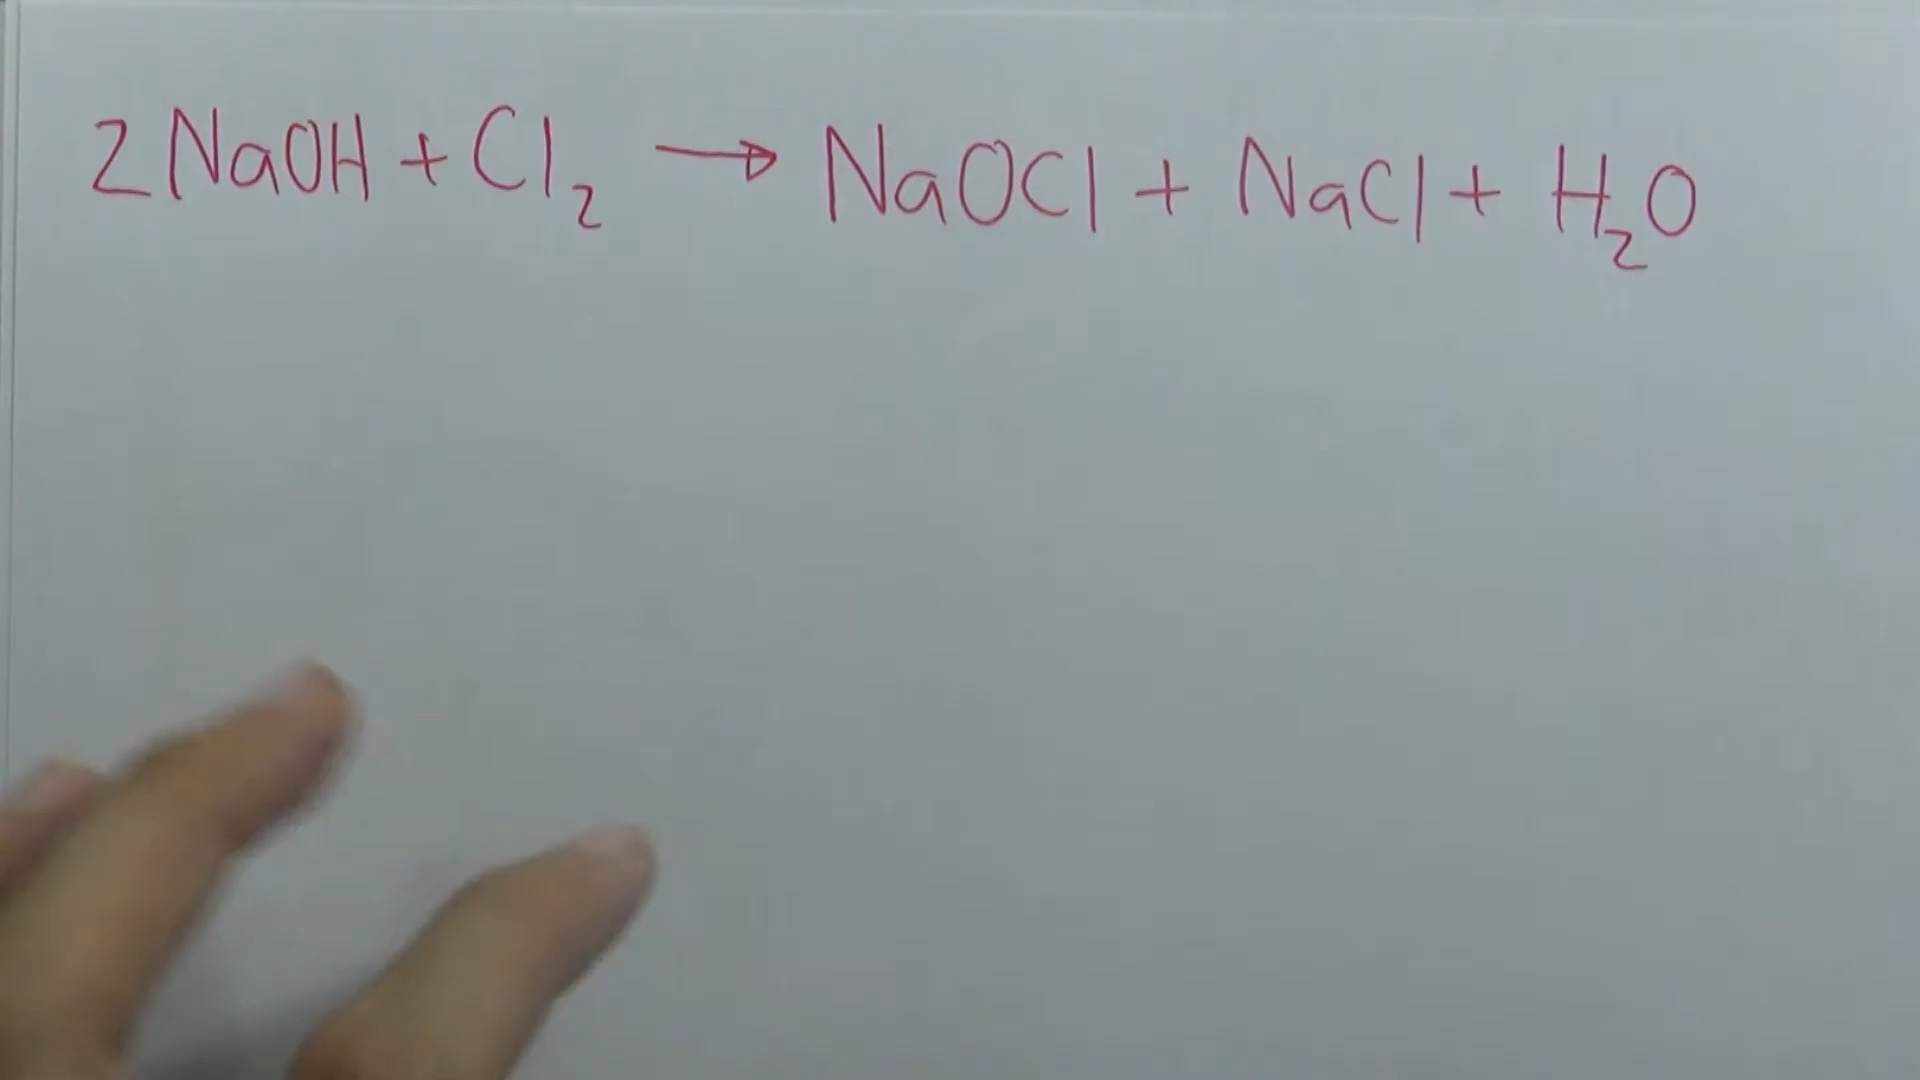 2NaOH + Cl₂ → NaOCl + NaCl + H₂O